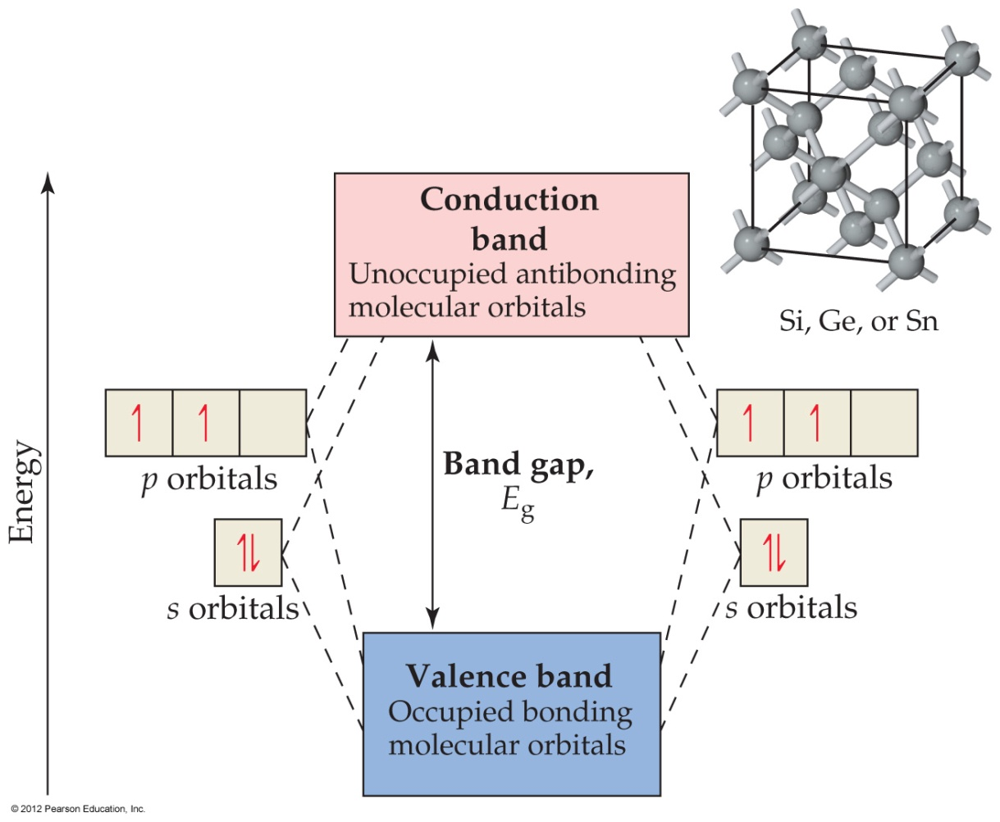 Conduction
band
Unoccupied antibonding
molecular orbitals
Si, Ge, or Sn
Energy
p orbitals
Band gap,
Eg
p orbitals
s orbitals
s orbitals
Valence band
Occupied bonding
molecular orbitals
© 2012 Pearson Education, Inc.